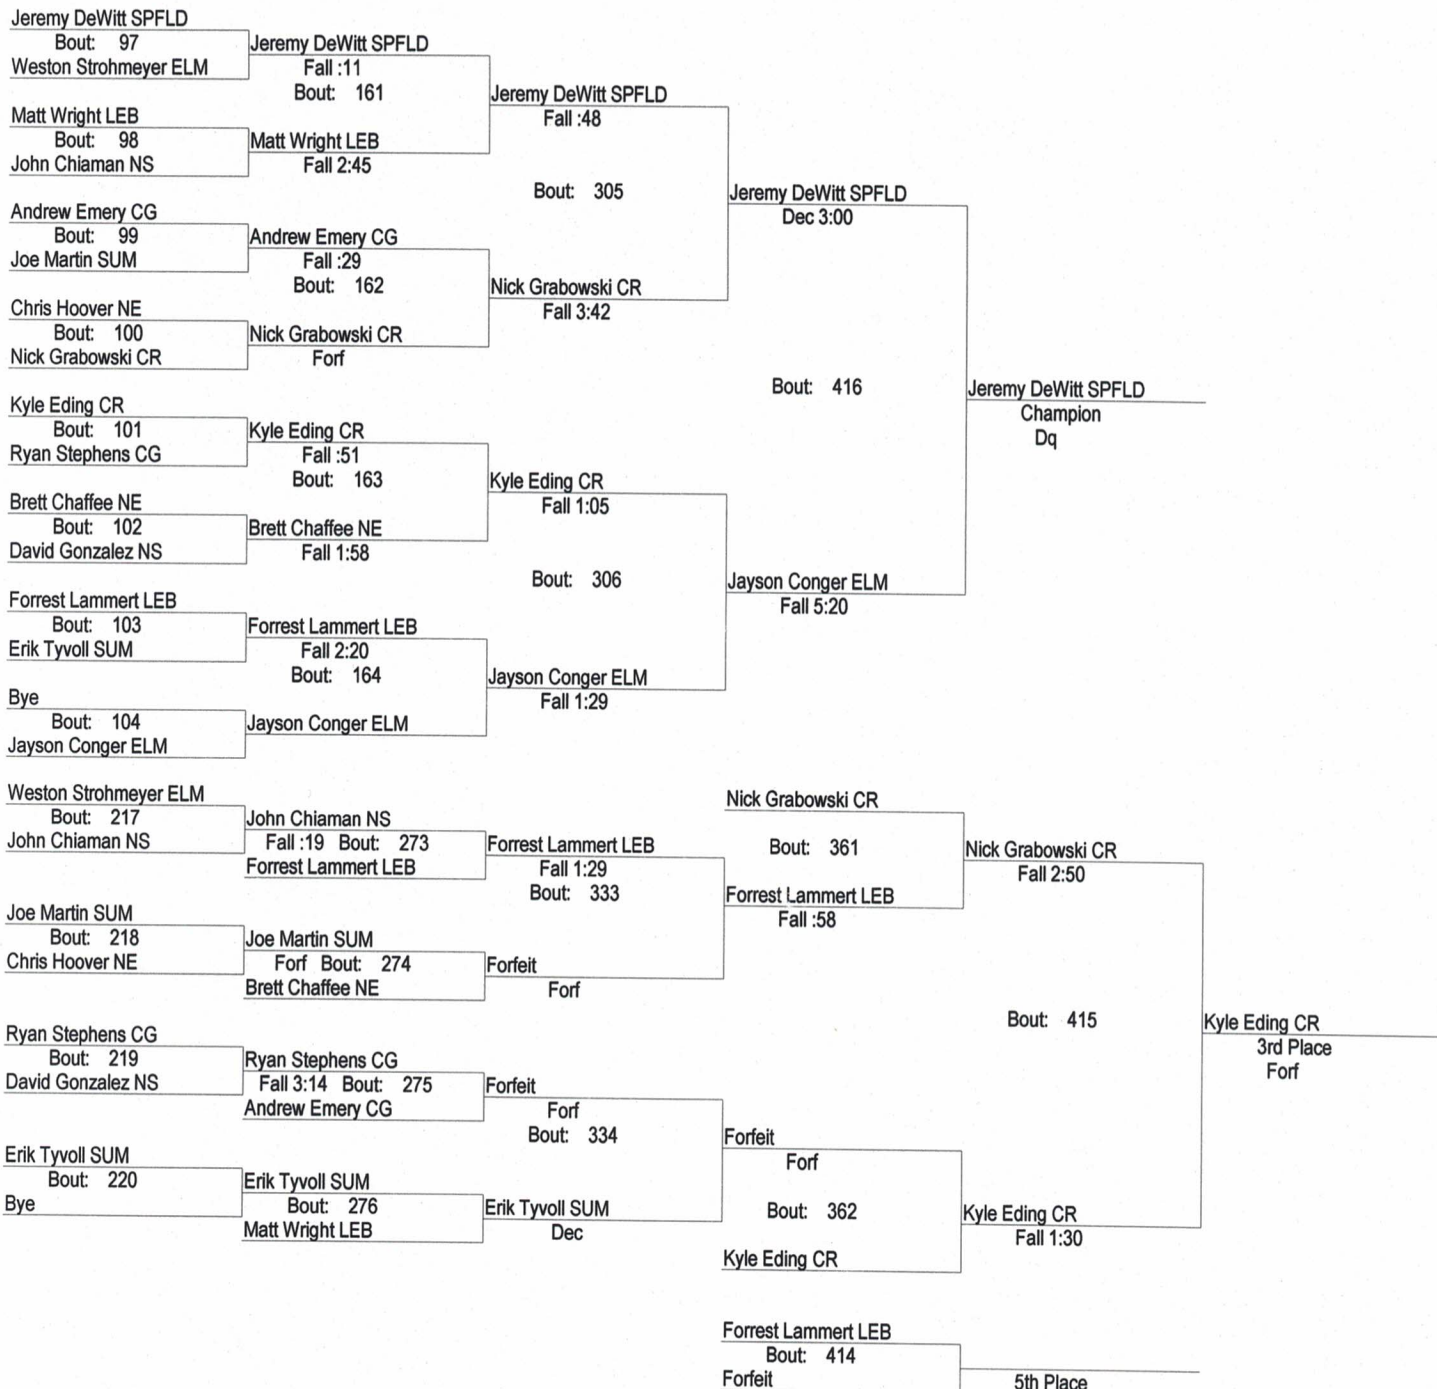 Jeremy DeWitt SPFLD
Bout: 97
Weston Strohmeyer ELM
Jeremy DeWitt SPFLD
Fall :11
Bout: 161
Matt Wright LEB
Bout: 98
John Chiaman NS
Matt Wright LEB
Fall 2:45
Jeremy DeWitt SPFLD
Fall :48
Bout: 305
Andrew Emery CG
Bout: 99
Joe Martin SUM
Andrew Emery CG
Fall :29
Bout: 162
Chris Hoover NE
Bout: 100
Nick Grabowski CR
Nick Grabowski CR
Forf
Nick Grabowski CR
Fall 3:42
Jeremy DeWitt SPFLD
Dec 3:00
Bout: 416
Kyle Eding CR
Bout: 101
Ryan Stephens CG
Kyle Eding CR
Fall :51
Bout: 163
Brett Chaffee NE
Bout: 102
David Gonzalez NS
Brett Chaffee NE
Fall 1:58
Kyle Eding CR
Fall 1:05
Bout: 306
Forrest Lammert LEB
Bout: 103
Erik Tyvoll SUM
Forrest Lammert LEB
Fall 2:20
Bout: 164
Bye
Bout: 104
Jayson Conger ELM
Jayson Conger ELM
Jayson Conger ELM
Fall 1:29
Jayson Conger ELM
Fall 5:20
Jeremy DeWitt SPFLD
Champion
Dq
Weston Strohmeyer ELM
Bout: 217
John Chiaman NS
John Chiaman NS
Fall :19 Bout: 273
Forrest Lammert LEB
Forrest Lammert LEB
Fall 1:29
Bout: 333
Joe Martin SUM
Bout: 218
Chris Hoover NE
Joe Martin SUM
Forf Bout: 274
Brett Chaffee NE
Forfeit
Forf
Nick Grabowski CR
Bout: 361
Forrest Lammert LEB
Fall :58
Nick Grabowski CR
Fall 2:50
Bout: 415
Ryan Stephens CG
Bout: 219
David Gonzalez NS
Ryan Stephens CG
Fall 3:14 Bout: 275
Andrew Emery CG
Forfeit
Forf
Bout: 334
Erik Tyvoll SUM
Bout: 220
Bye
Erik Tyvoll SUM
Bout: 276
Matt Wright LEB
Erik Tyvoll SUM
Dec
Forfeit
Forf
Bout: 362
Kyle Eding CR
Kyle Eding CR
Fall 1:30
Kyle Eding CR
3rd Place
Forf
Forrest Lammert LEB
Bout: 414
Forfeit
5th Place